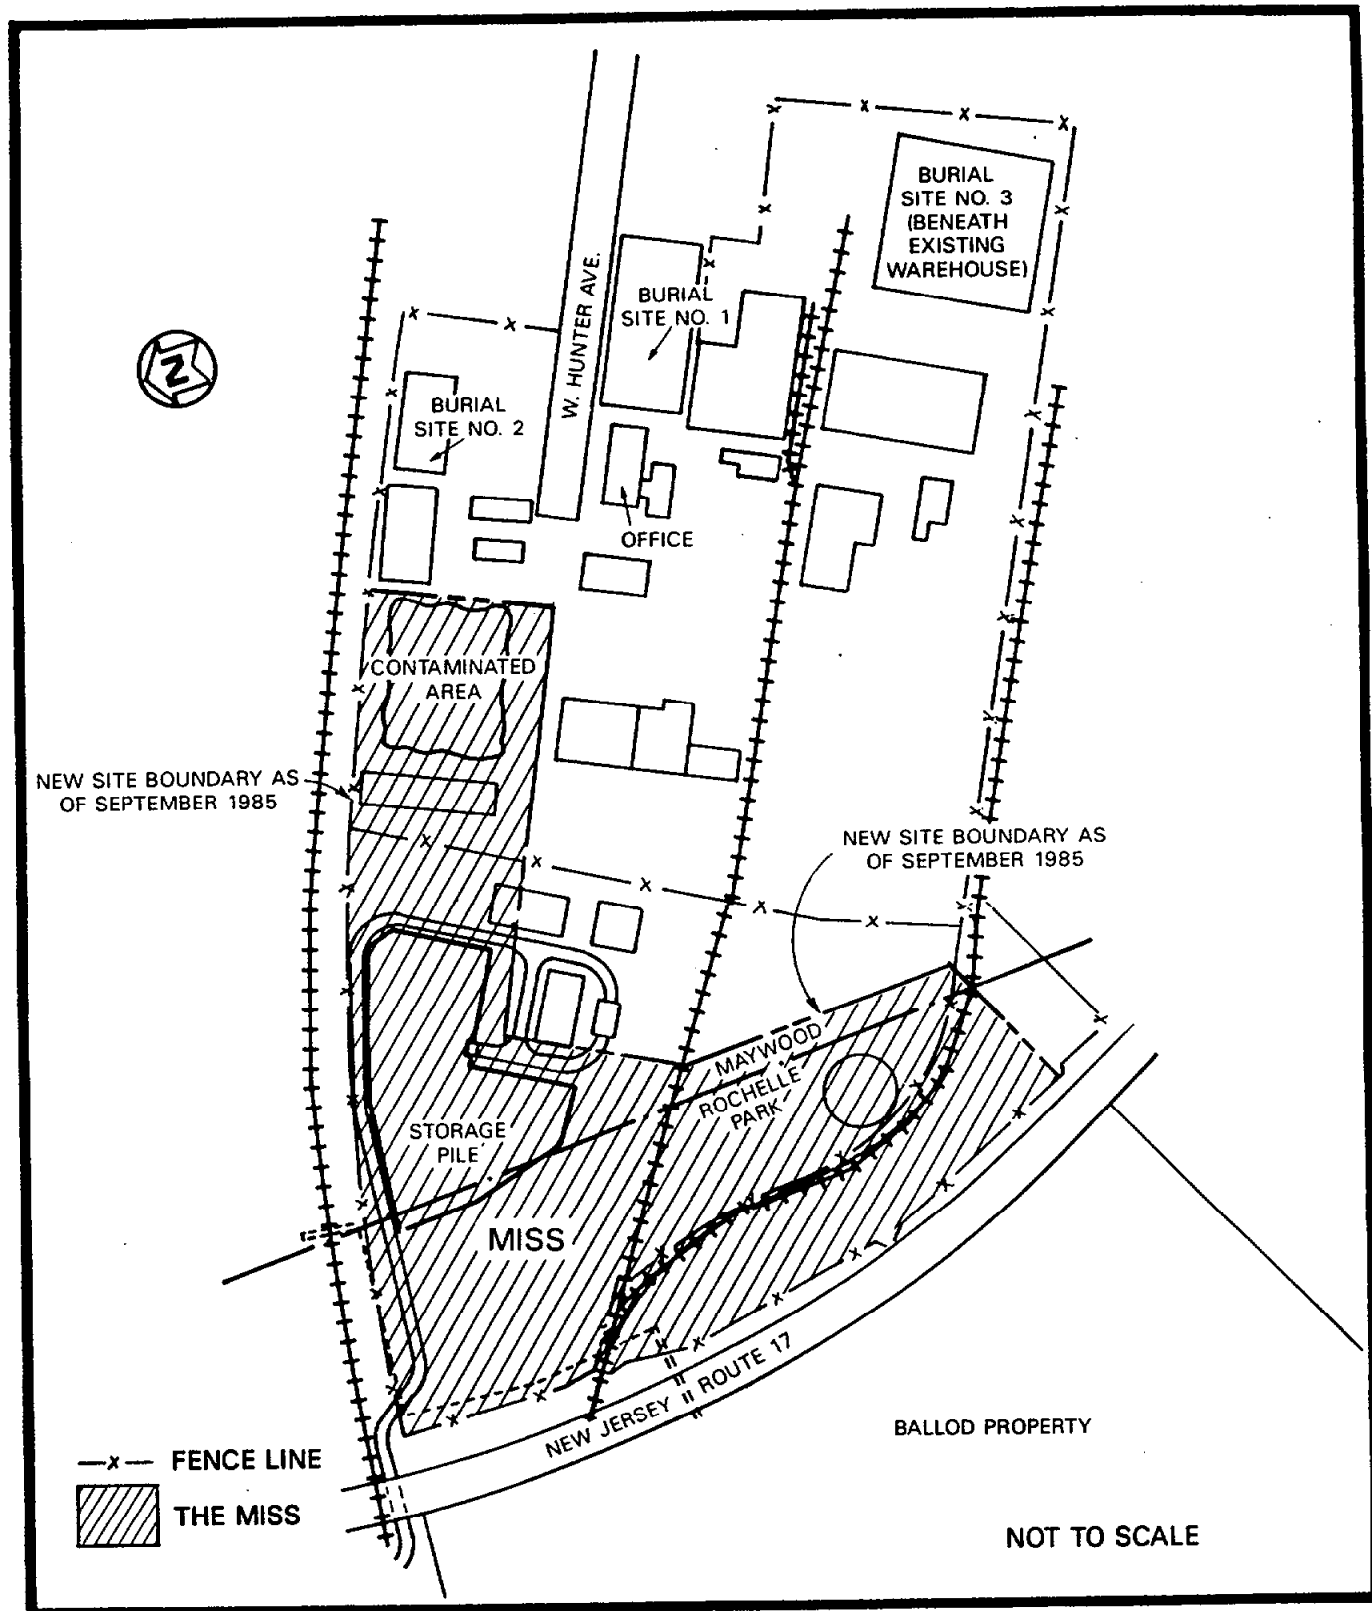 BURIAL
SITE NO. 3
(BENEATH
EXISTING
WAREHOUSE)
W. HUNTER AVE.
BURIAL
SITE NO. 1
N
BURIAL
SITE NO. 2
OFFICE
CONTAMINATED
AREA
NEW SITE BOUNDARY AS
OF SEPTEMBER 1985
NEW SITE BOUNDARY AS
OF SEPTEMBER 1985
MAYWOOD
ROCHELLE
PARK
STORAGE
PILE
MISS
NEW JERSEY ROUTE 17
BALLOD PROPERTY
—x— FENCE LINE
THE MISS
NOT TO SCALE